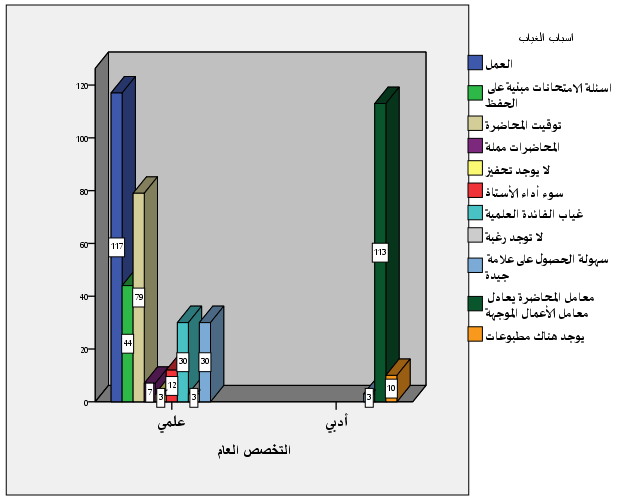 اسباب الغياب
العمل
اسئلة الامتحانات مبنية على
الحفظ
توقيت المحاضرة
المحاضرات مملة
لا يوجد تحفيز
سوء أداء الأستاذ
غياب الفائدة العلمية
لا توجد رغبة
سهولة الحصول على علامة
جيدة
معامل المحاضرة يعادل
معامل الأعمال الموجهة
يوجد هناك مطبوعات
120
100
80
60
40
20
0
117
44
79
7
3
12
30
3
30
3
113
10
علمي
أدبي
التخصص العام